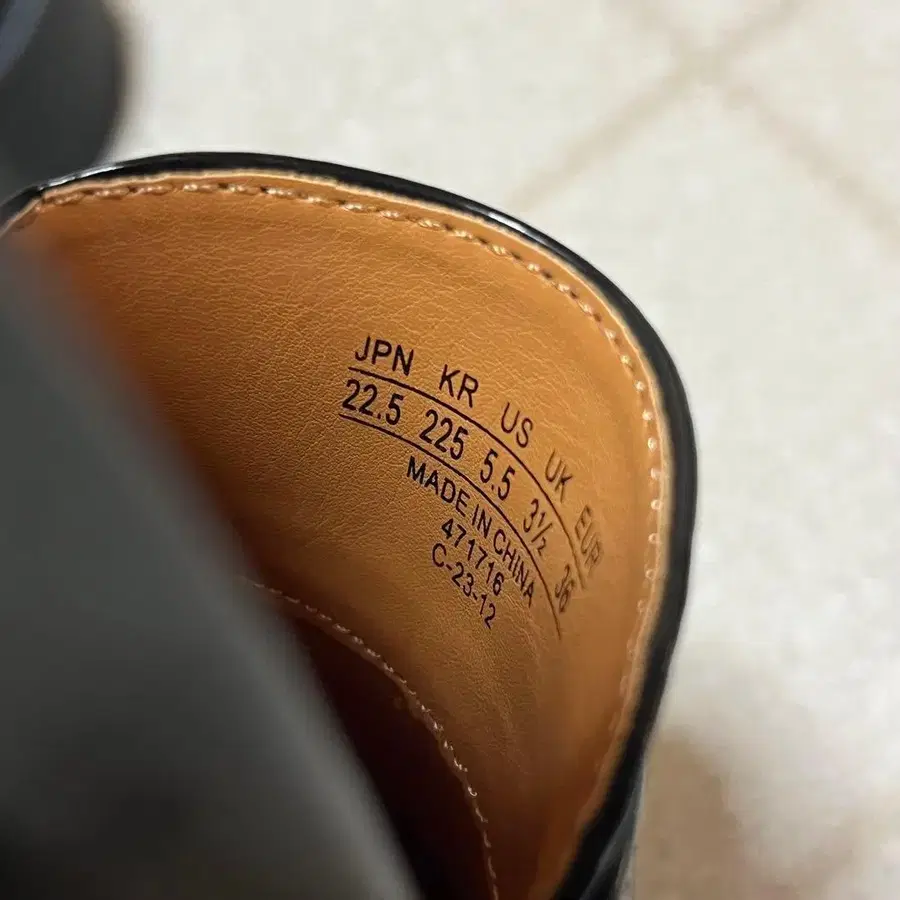 JPN KR US UK EUR
22.5 225 5.5 3½ 36
MADE IN CHINA
471716
C-23-12